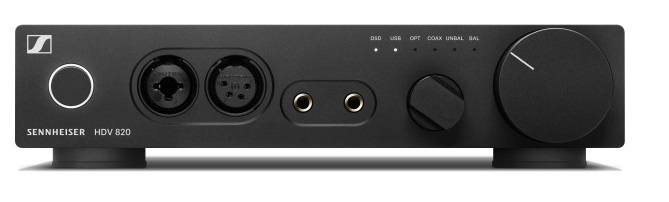 DSD USB OPT COAX UNBAL BAL
SENNHEISER HDV 820